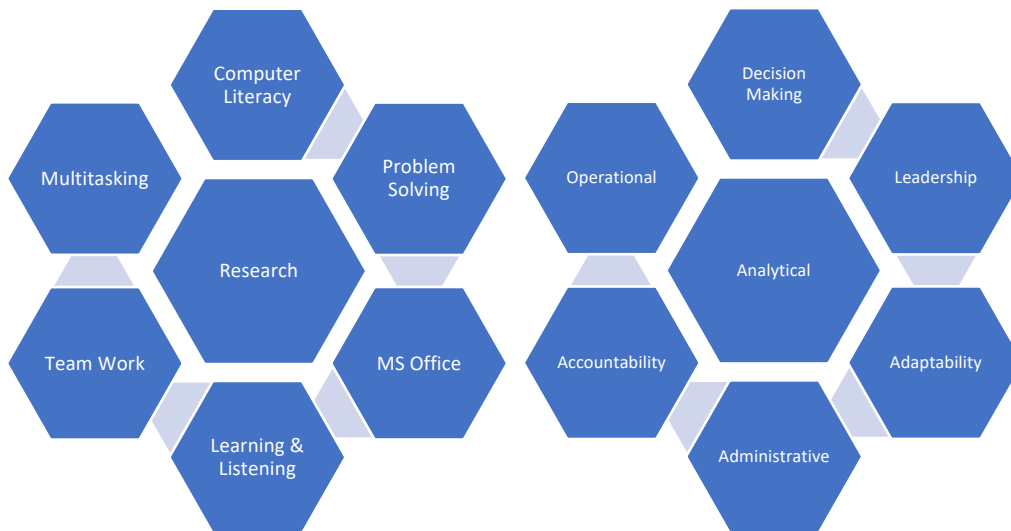 Computer
Literacy
Problem
Solving
MS Office
Learning &
Listening
Team Work
Multitasking
Research
Decision
Making
Leadership
Adaptability
Administrative
Accountability
Operational
Analytical